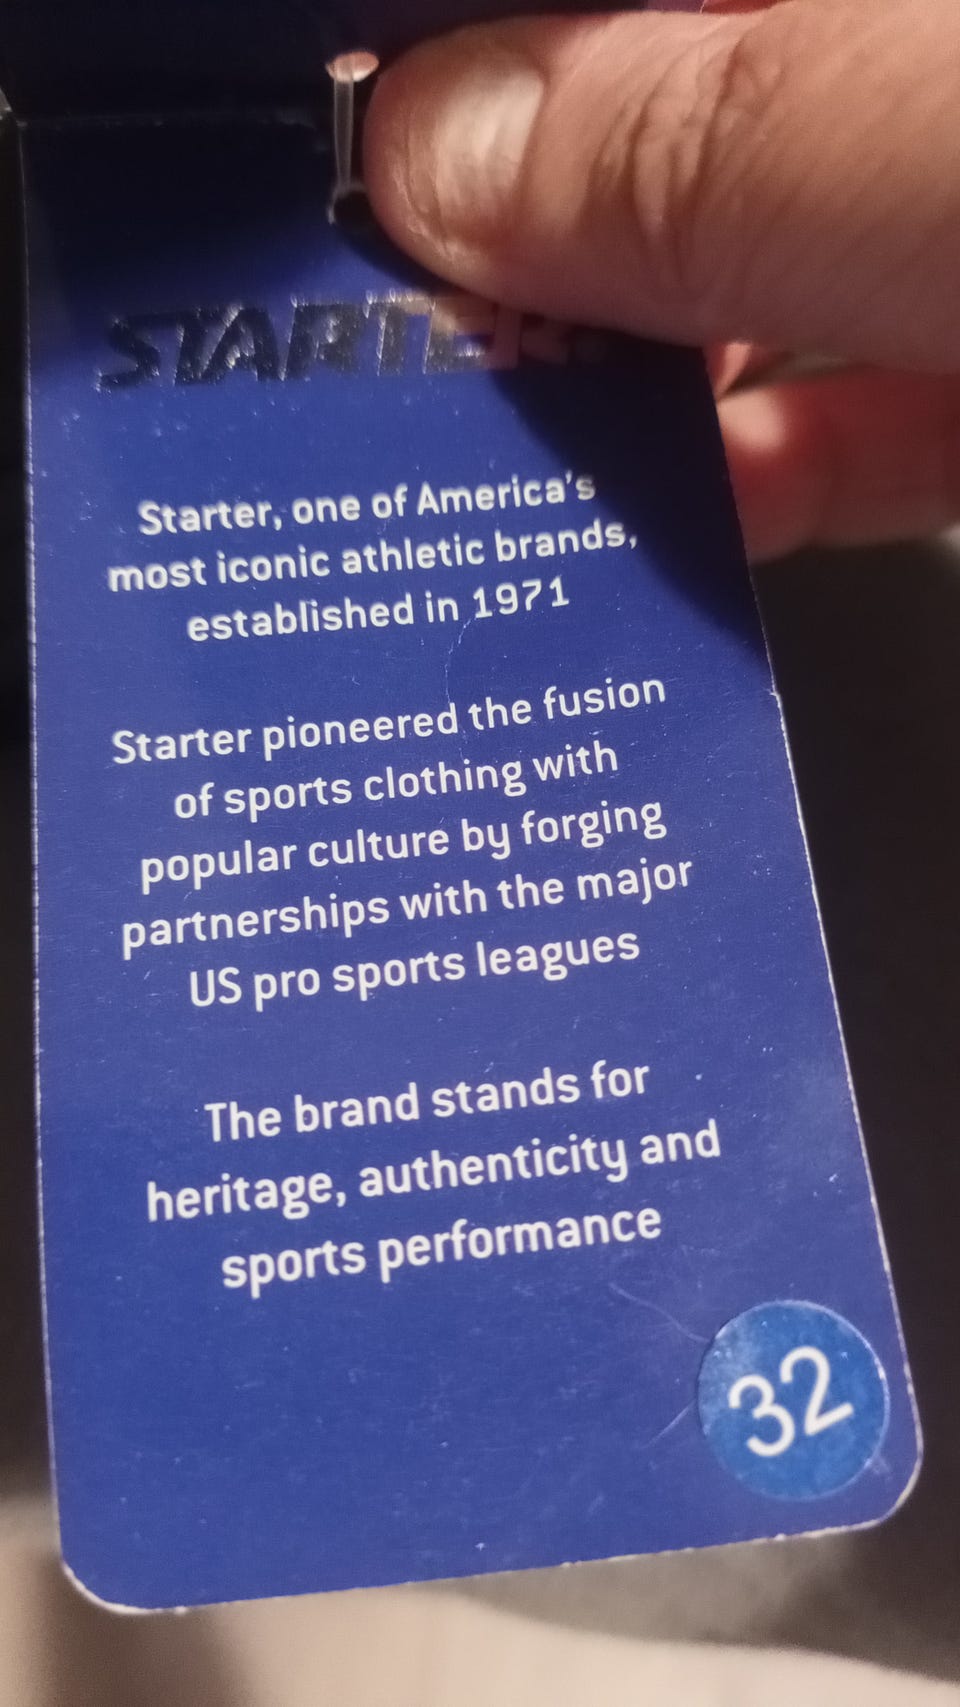 STARTER
Starter, one of America's
most iconic athletic brands,
established in 1971
Starter pioneered the fusion
of sports clothing with
popular culture by forging
partnerships with the major
US pro sports leagues
The brand stands for
heritage, authenticity and
sports performance
32